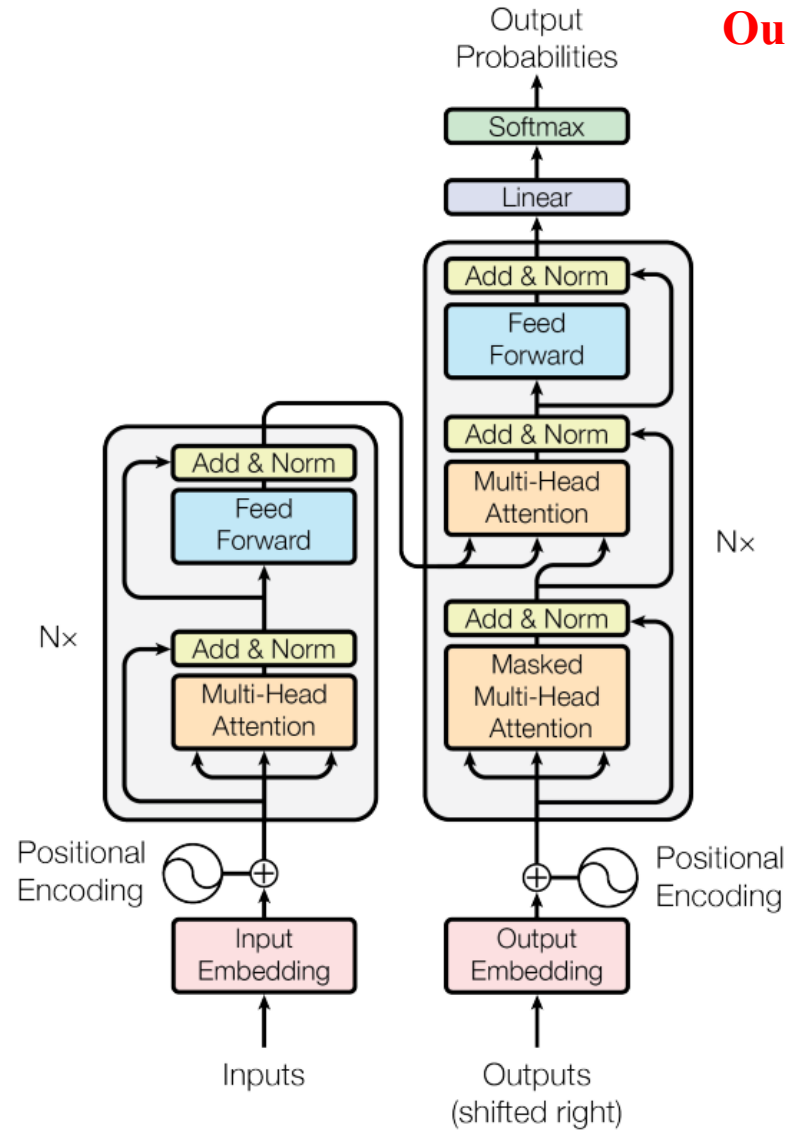 Output
Probabilities
Ou
Softmax
Linear
Add & Norm
Feed
Forward
Add & Norm
Multi-Head
Attention
N×
Add & Norm
Masked
Multi-Head
Attention
Add & Norm
Feed
Forward
N×
Add & Norm
Multi-Head
Attention
Positional
Encoding
Positional
Encoding
Input
Embedding
Output
Embedding
Inputs
Outputs
(shifted right)